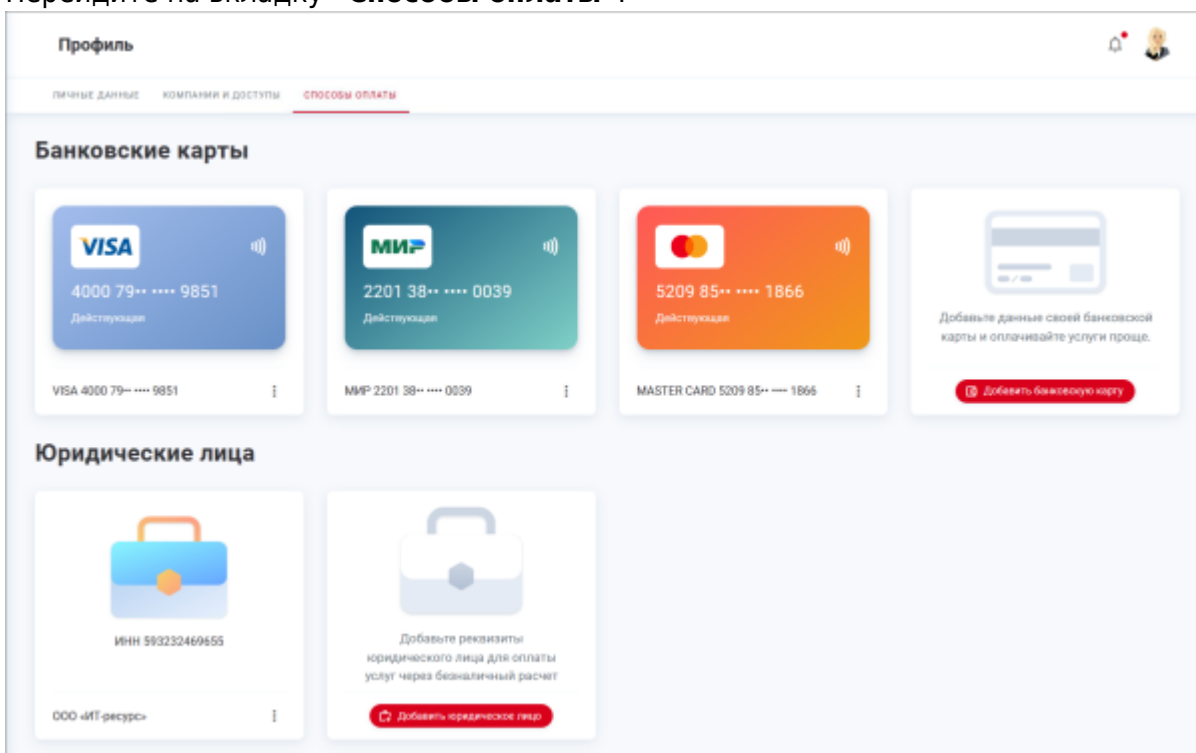 Перейдите на вкладку "Способы оплаты".
Профиль
ЛИЧНЫЕ ДАННЫЕ КОМПАНИИ И ДОСТУПЫ СПОСОБЫ ОПЛАТЫ
Банковские карты
VISA
4000 79•• •••• 9851
Действующая
VISA 4000 79•• •••• 9851
МИР
2201 38•• •••• 0039
Действующая
МИР 2201 38•• •••• 0039
5209 85•• •••• 1866
Действующая
MASTER CARD 5209 85•• •••• 1866
Добавьте данные своей банковской
карты и оплачивайте услуги проще.
Добавить банковскую карту
Юридические лица
ИНН 593232469655
ООО «ИТ-ресурс»
Добавьте реквизиты
юридического лица для оплаты
услуг через безналичный расчет
Добавить юридическое лицо